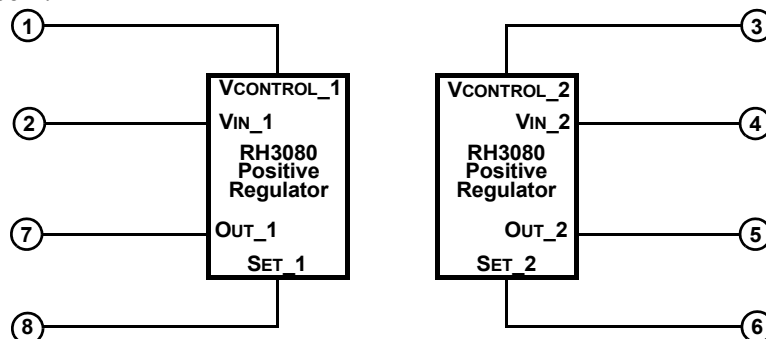 1
3
VCONTROL_1
VCONTROL_2
2
VIN_1
VIN_2
4
RH3080
Positive
Regulator
RH3080
Positive
Regulator
7
OUT_1
OUT_2
5
SET_1
SET_2
8
6